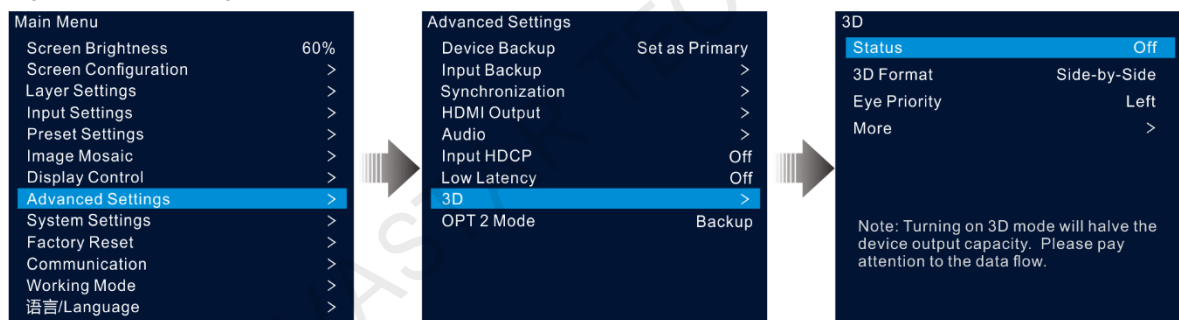 Main Menu
Screen Brightness 60%
Screen Configuration >
Layer Settings >
Input Settings >
Preset Settings >
Image Mosaic >
Display Control >
Advanced Settings >
System Settings >
Factory Reset >
Communication >
Working Mode >
语言/Language >
Advanced Settings
Device Backup Set as Primary
Input Backup >
Synchronization >
HDMI Output >
Audio >
Input HDCP Off
Low Latency Off
3D >
OPT 2 Mode Backup
3D
Status Off
3D Format Side-by-Side
Eye Priority Left
More >
Note: Turning on 3D mode will halve the
device output capacity. Please pay
attention to the data flow.